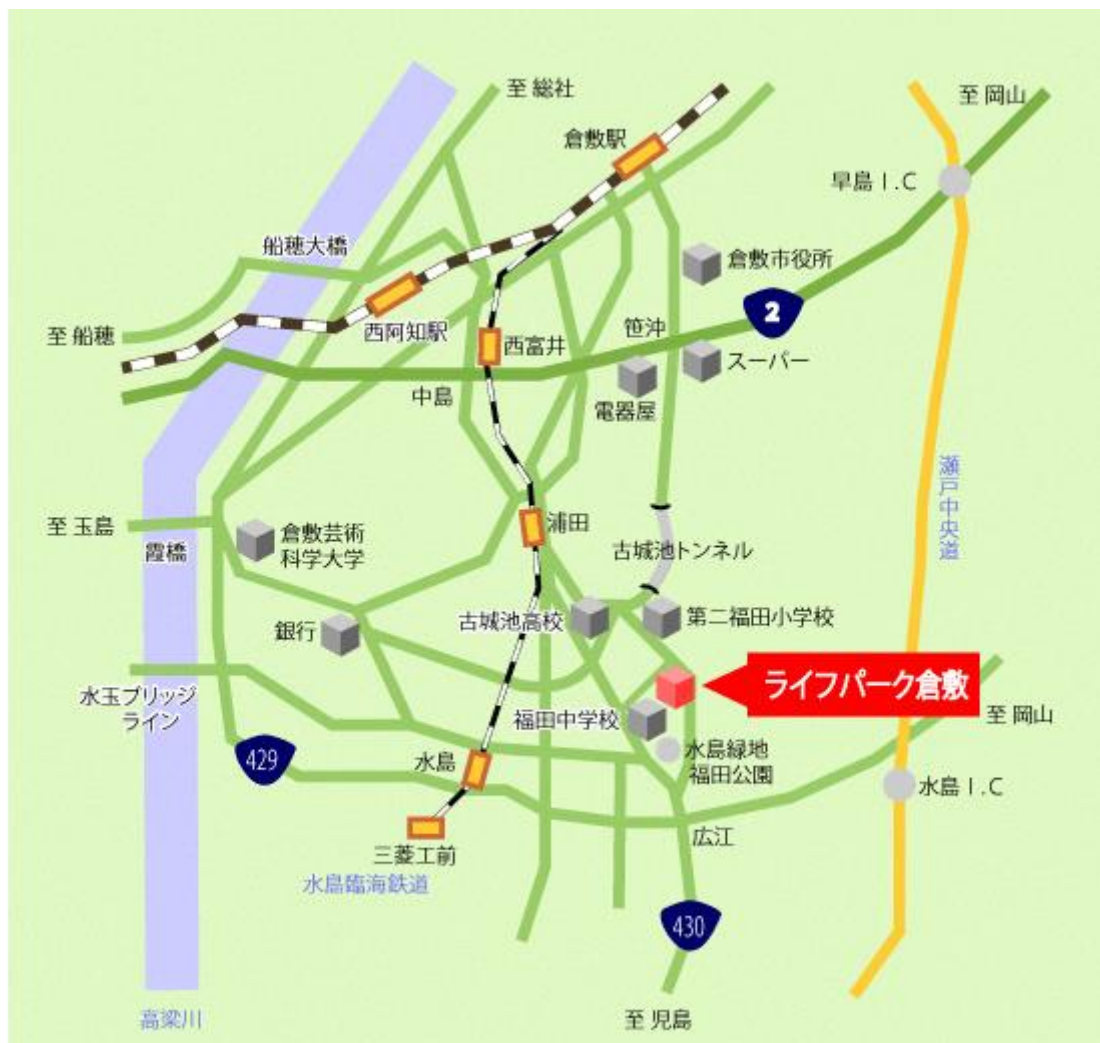 至 総社
至 岡山
倉敷駅
早島 I.C
船穂大橋
倉敷市役所
2
至 船穂
西阿知駅
西富井
笹沖
スーパー
中島
電器屋
瀬戸中央道
至 玉島
霞橋
倉敷芸術
科学大学
浦田
古城池トンネル
銀行
古城池高校
第二福田小学校
ライフパーク倉敷
水玉ブリッジ
ライン
福田中学校
至 岡山
429
水島
水島緑地
福田公園
水島 I.C
広江
三菱工前
水島臨海鉄道
430
高梁川
至 児島